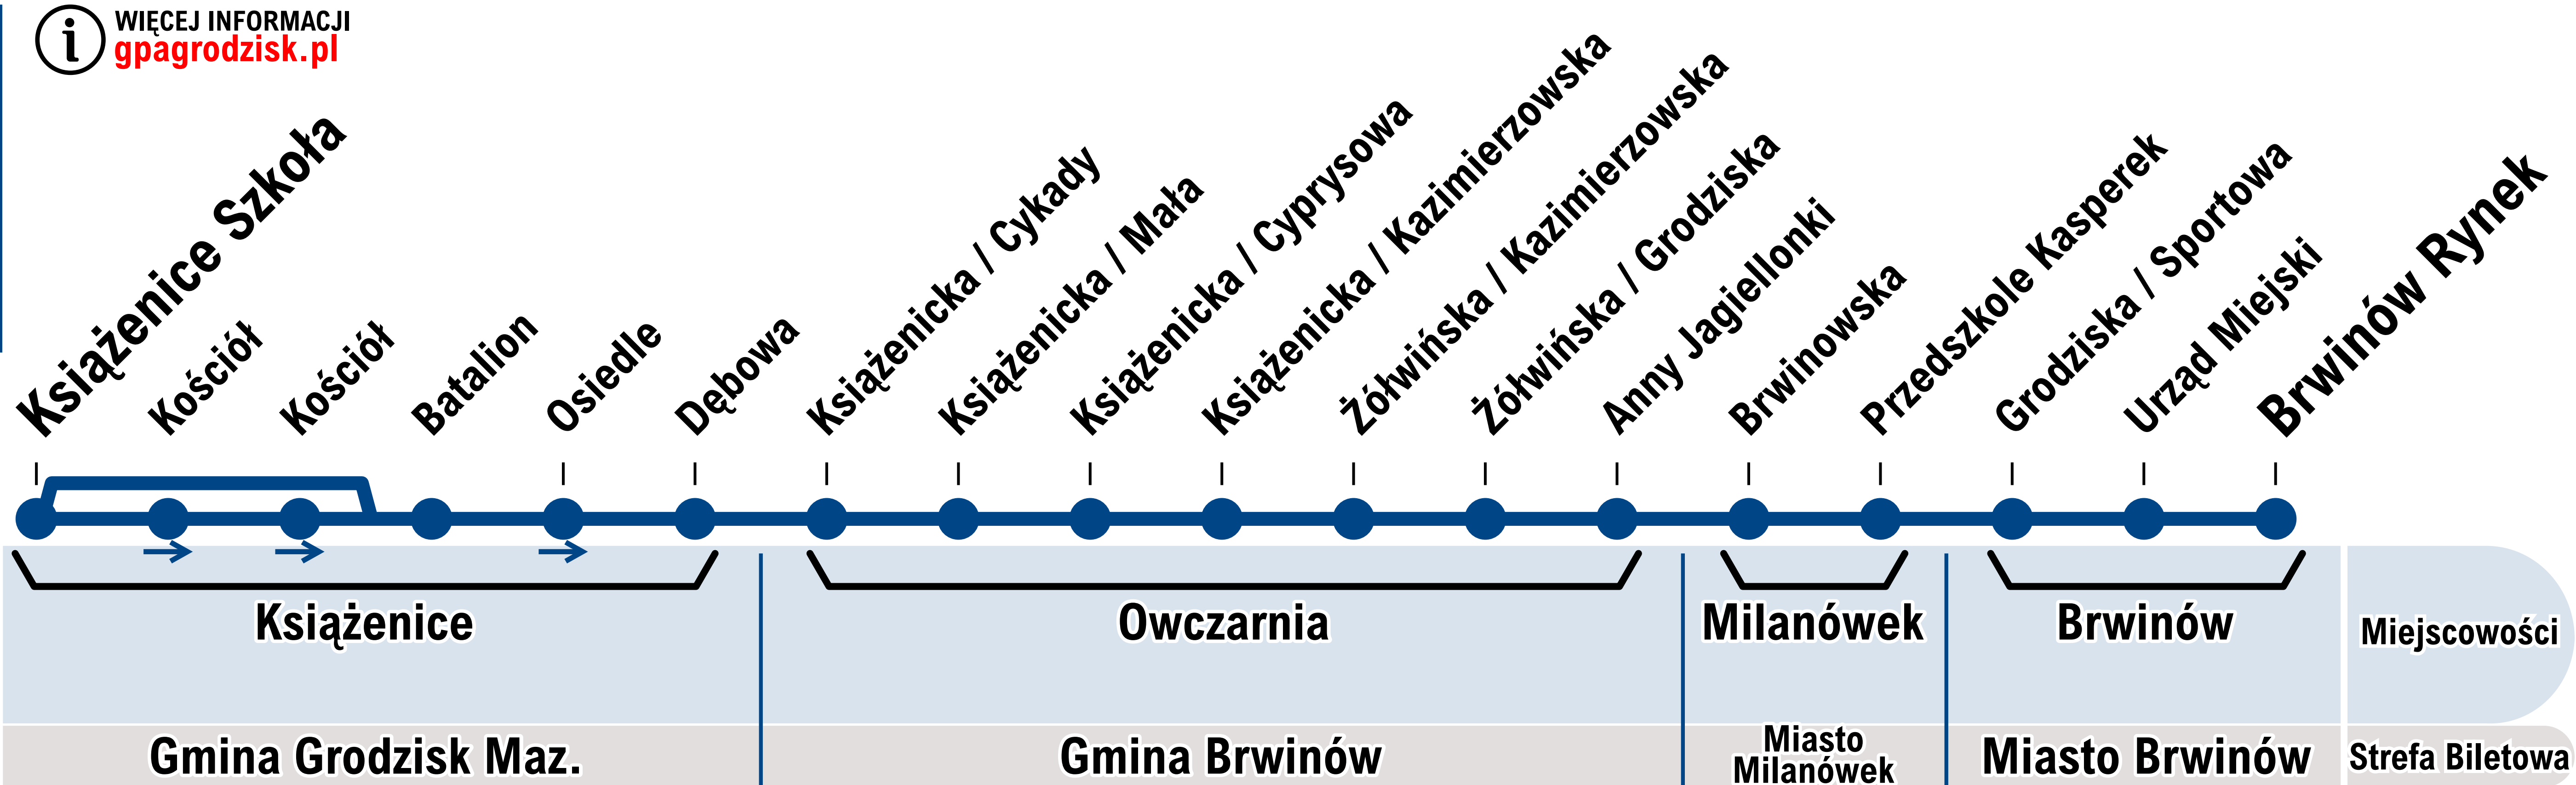 WIĘCEJ INFORMACJI
gpagrodzisk.pl
Książenice Szkoła
Kościół
Kościół
Batalion
Osiedle
Dębowa
Książenicka / Cykady
Książenicka / Mała
Książenicka / Cyprysowa
Książenicka / Kazimierzowska
Żółwińska / Kazimierzowska
Żółwińska / Grodziska
Anny Jagiellonki
Brwinowska
Przedszkole Kasperek
Grodziska / Sportowa
Urząd Miejski
Brwinów Rynek
Książenice
Owczarnia
Milanówek
Brwinów
Miejscowości
Gmina Grodzisk Maz.
Gmina Brwinów
Miasto
Milanówek
Miasto Brwinów
Strefa Biletowa